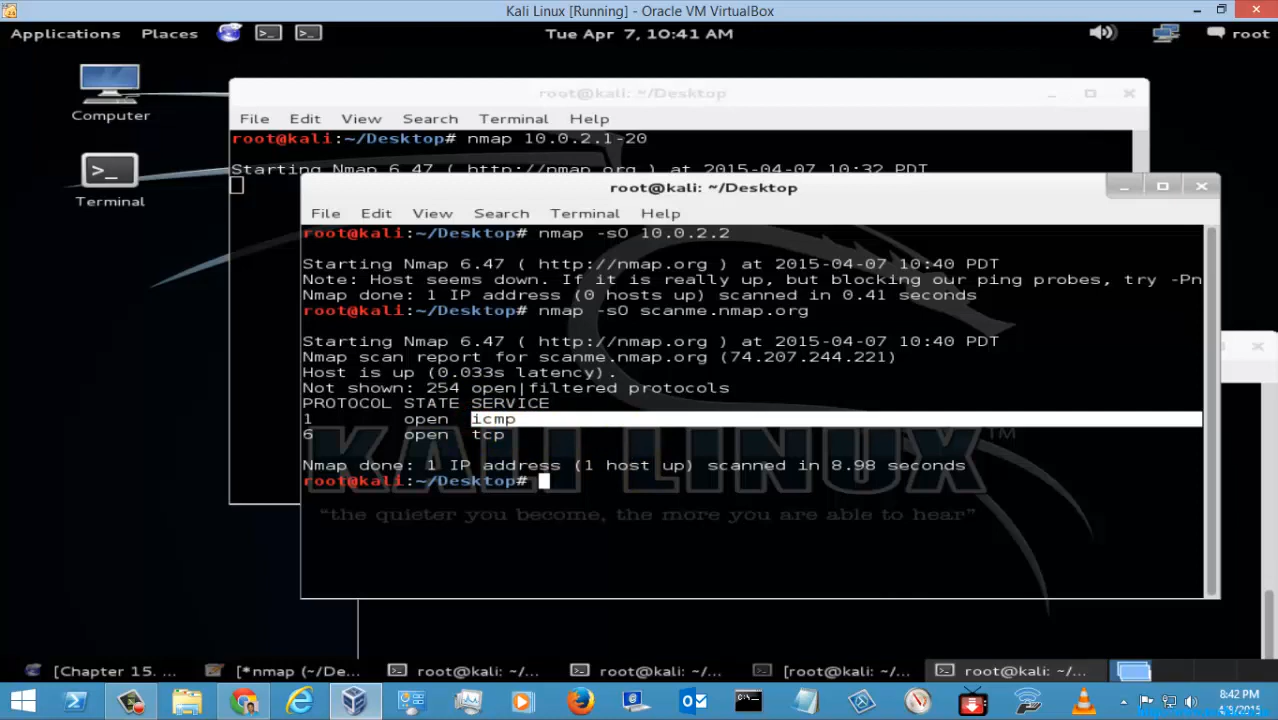 Kali Linux [Running] - Oracle VM VirtualBox
Applications Places Tue Apr 7, 10:41 AM root
Computer
Terminal
root@kali: ~/Desktop
File Edit View Search Terminal Help
root@kali:~/Desktop# nmap 10.0.2.1-20
Starting Nmap 6.47 ( http://nmap.org ) at 2015-04-07 10:32 PDT
root@kali: ~/Desktop
File Edit View Search Terminal Help
root@kali:~/Desktop# nmap -sO 10.0.2.2
Starting Nmap 6.47 ( http://nmap.org ) at 2015-04-07 10:40 PDT
Note: Host seems down. If it is really up, but blocking our ping probes, try -Pn
Nmap done: 1 IP address (0 hosts up) scanned in 0.41 seconds
root@kali:~/Desktop# nmap -sO scanme.nmap.org
Starting Nmap 6.47 ( http://nmap.org ) at 2015-04-07 10:40 PDT
Nmap scan report for scanme.nmap.org (74.207.244.221)
Host is up (0.033s latency).
Not shown: 254 open|filtered protocols
PROTOCOL STATE SERVICE
1 open icmp
6 open tcp
KALI LINUX™
Nmap done: 1 IP address (1 host up) scanned in 8.98 seconds
root@kali:~/Desktop#
“the quieter you become, the more you are able to hear”
[Chapter 15. ... [*nmap (~/De... root@kali: ~/... root@kali: ~/... [root@kali: ~/... root@kali: ~/...
8:42 PM